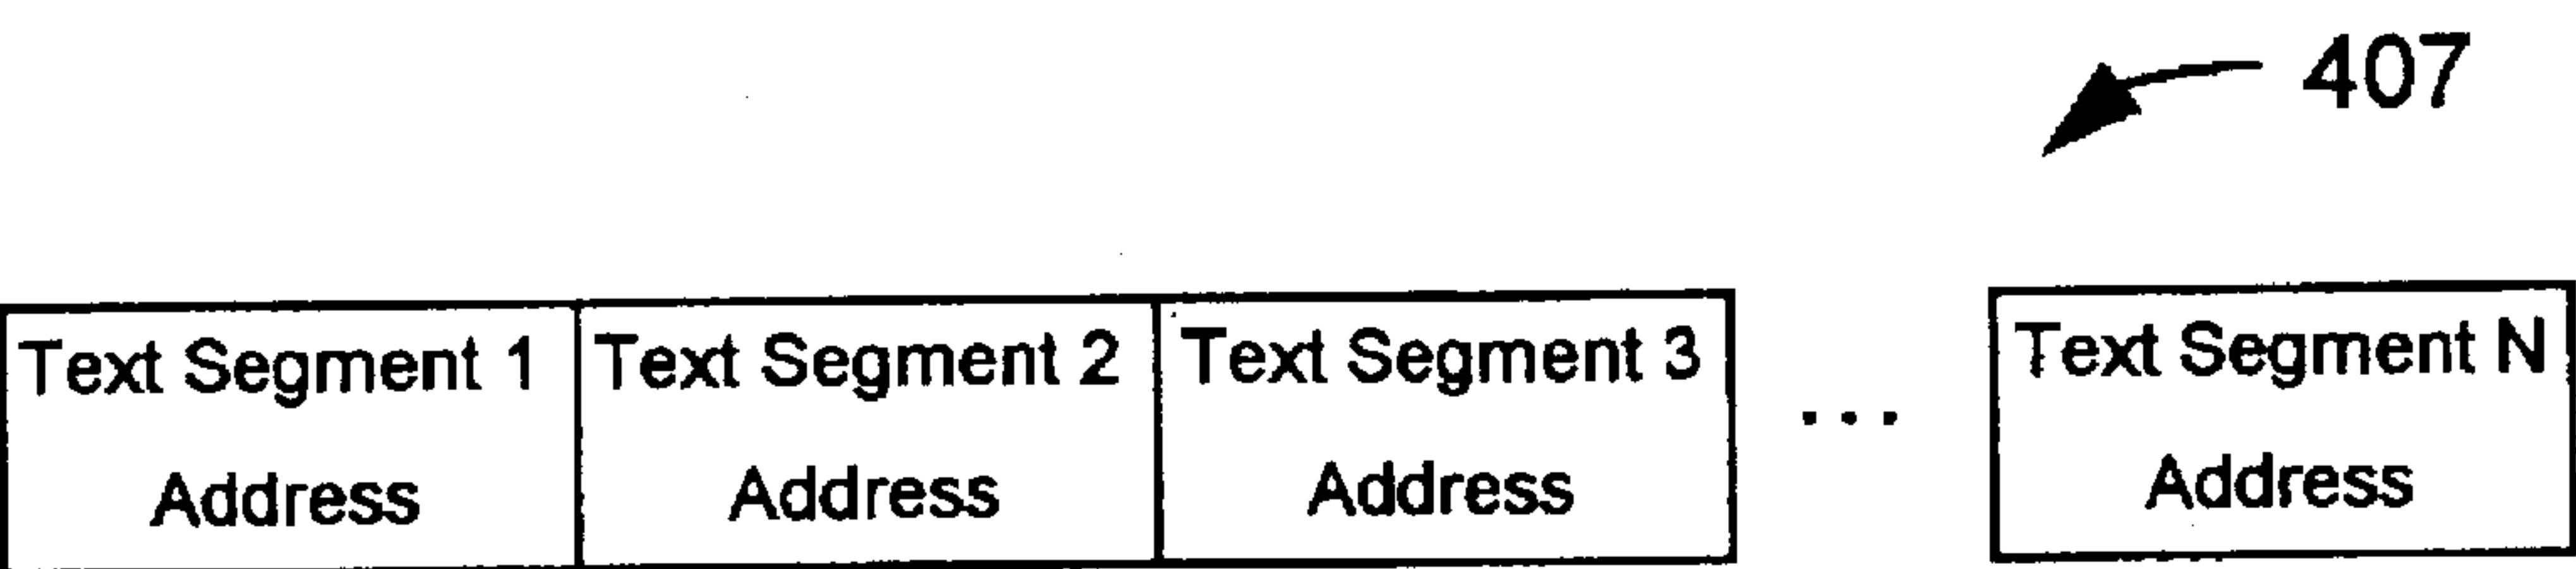 407
Text Segment 1
Address
Text Segment 2
Address
Text Segment 3
Address
...
Text Segment N
Address